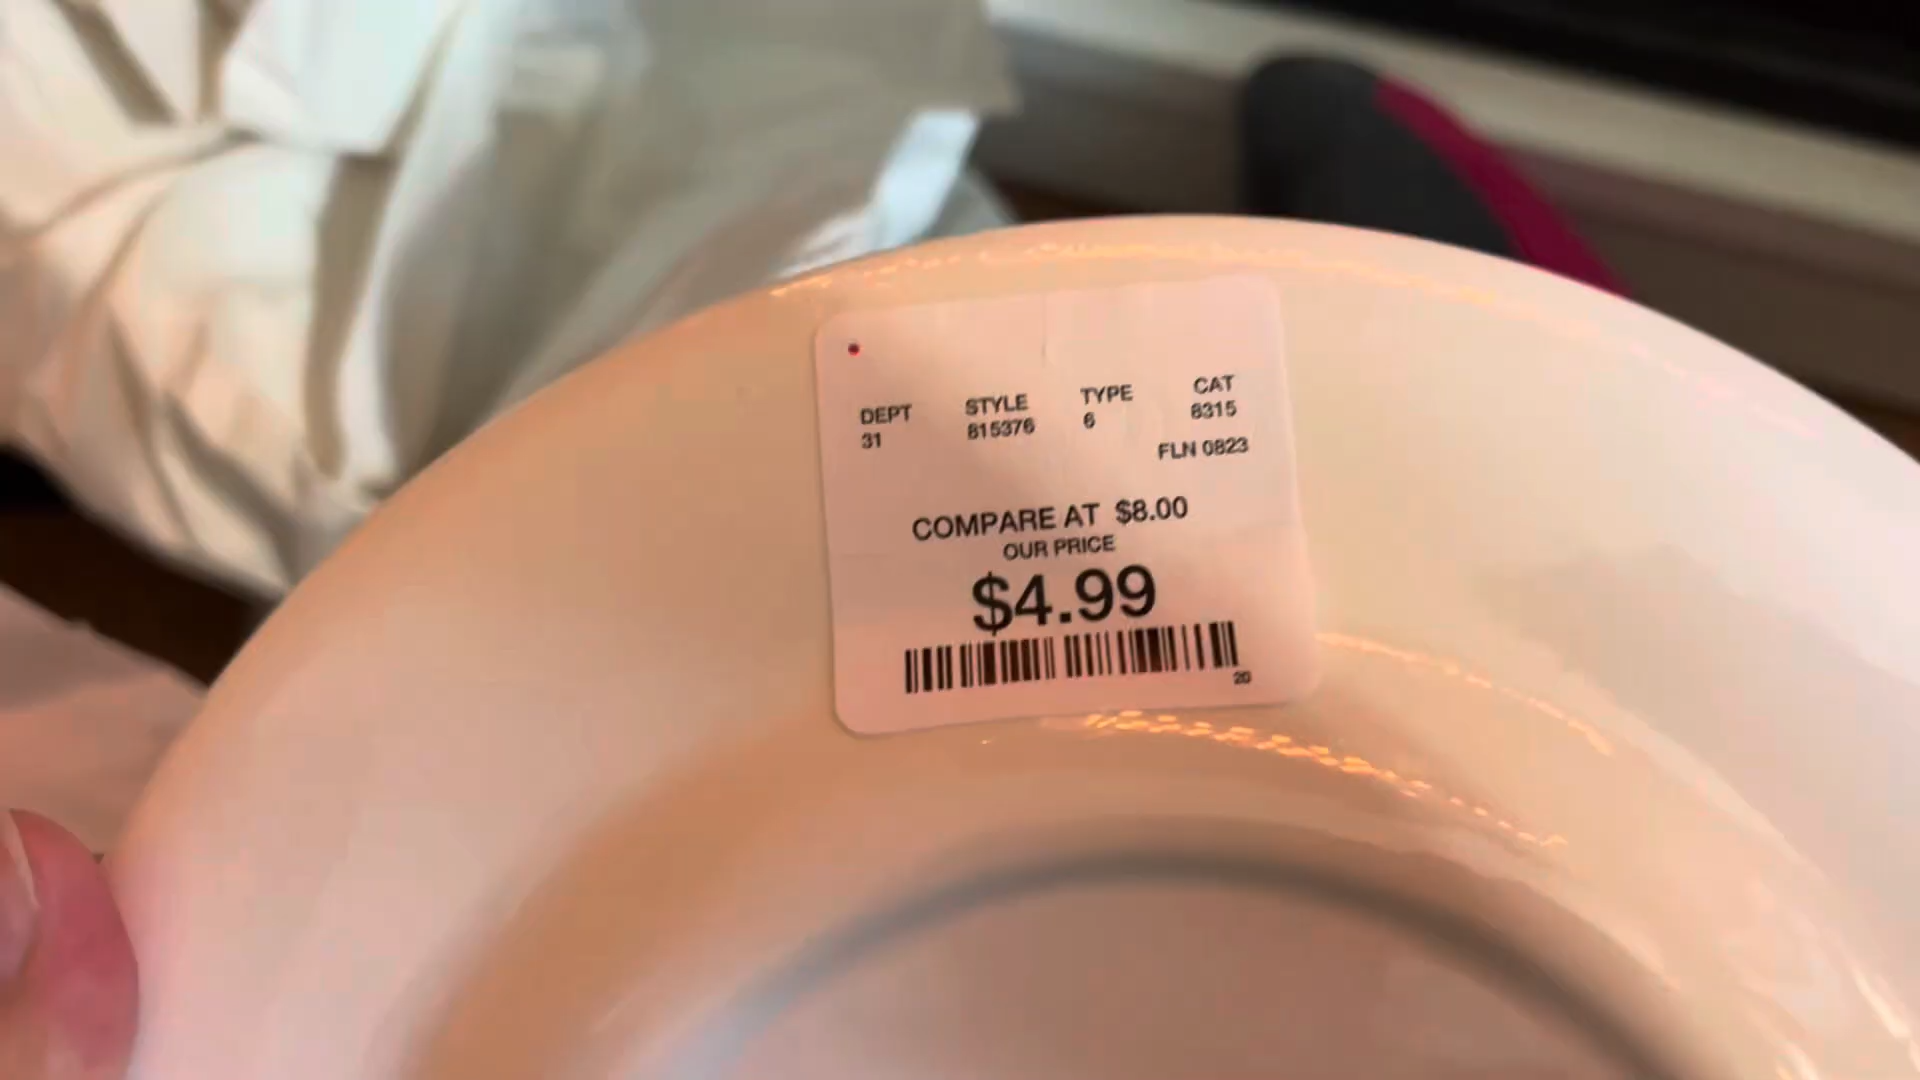 DEPT STYLE TYPE CAT
31 815376 6 8315
FLN 0823
COMPARE AT $8.00
OUR PRICE
$4.99
20